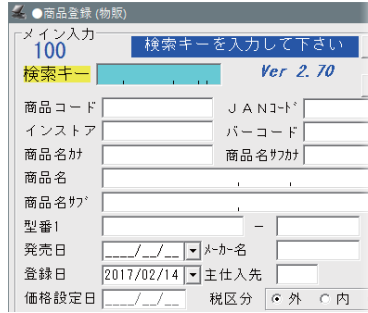 ●商品登録 (物販)
メイン入力
100 検索キーを入力して下さい
検索キー Ver 2.70
商品コード JANコード
インストア バーコード
商品名カナ 商品名サブカナ
商品名
商品名サブ
型番1 －
発売日 ____/__/__ メーカー名
登録日 2017/02/14 主仕入先
価格設定日 ____/__/__ 税区分 外 内